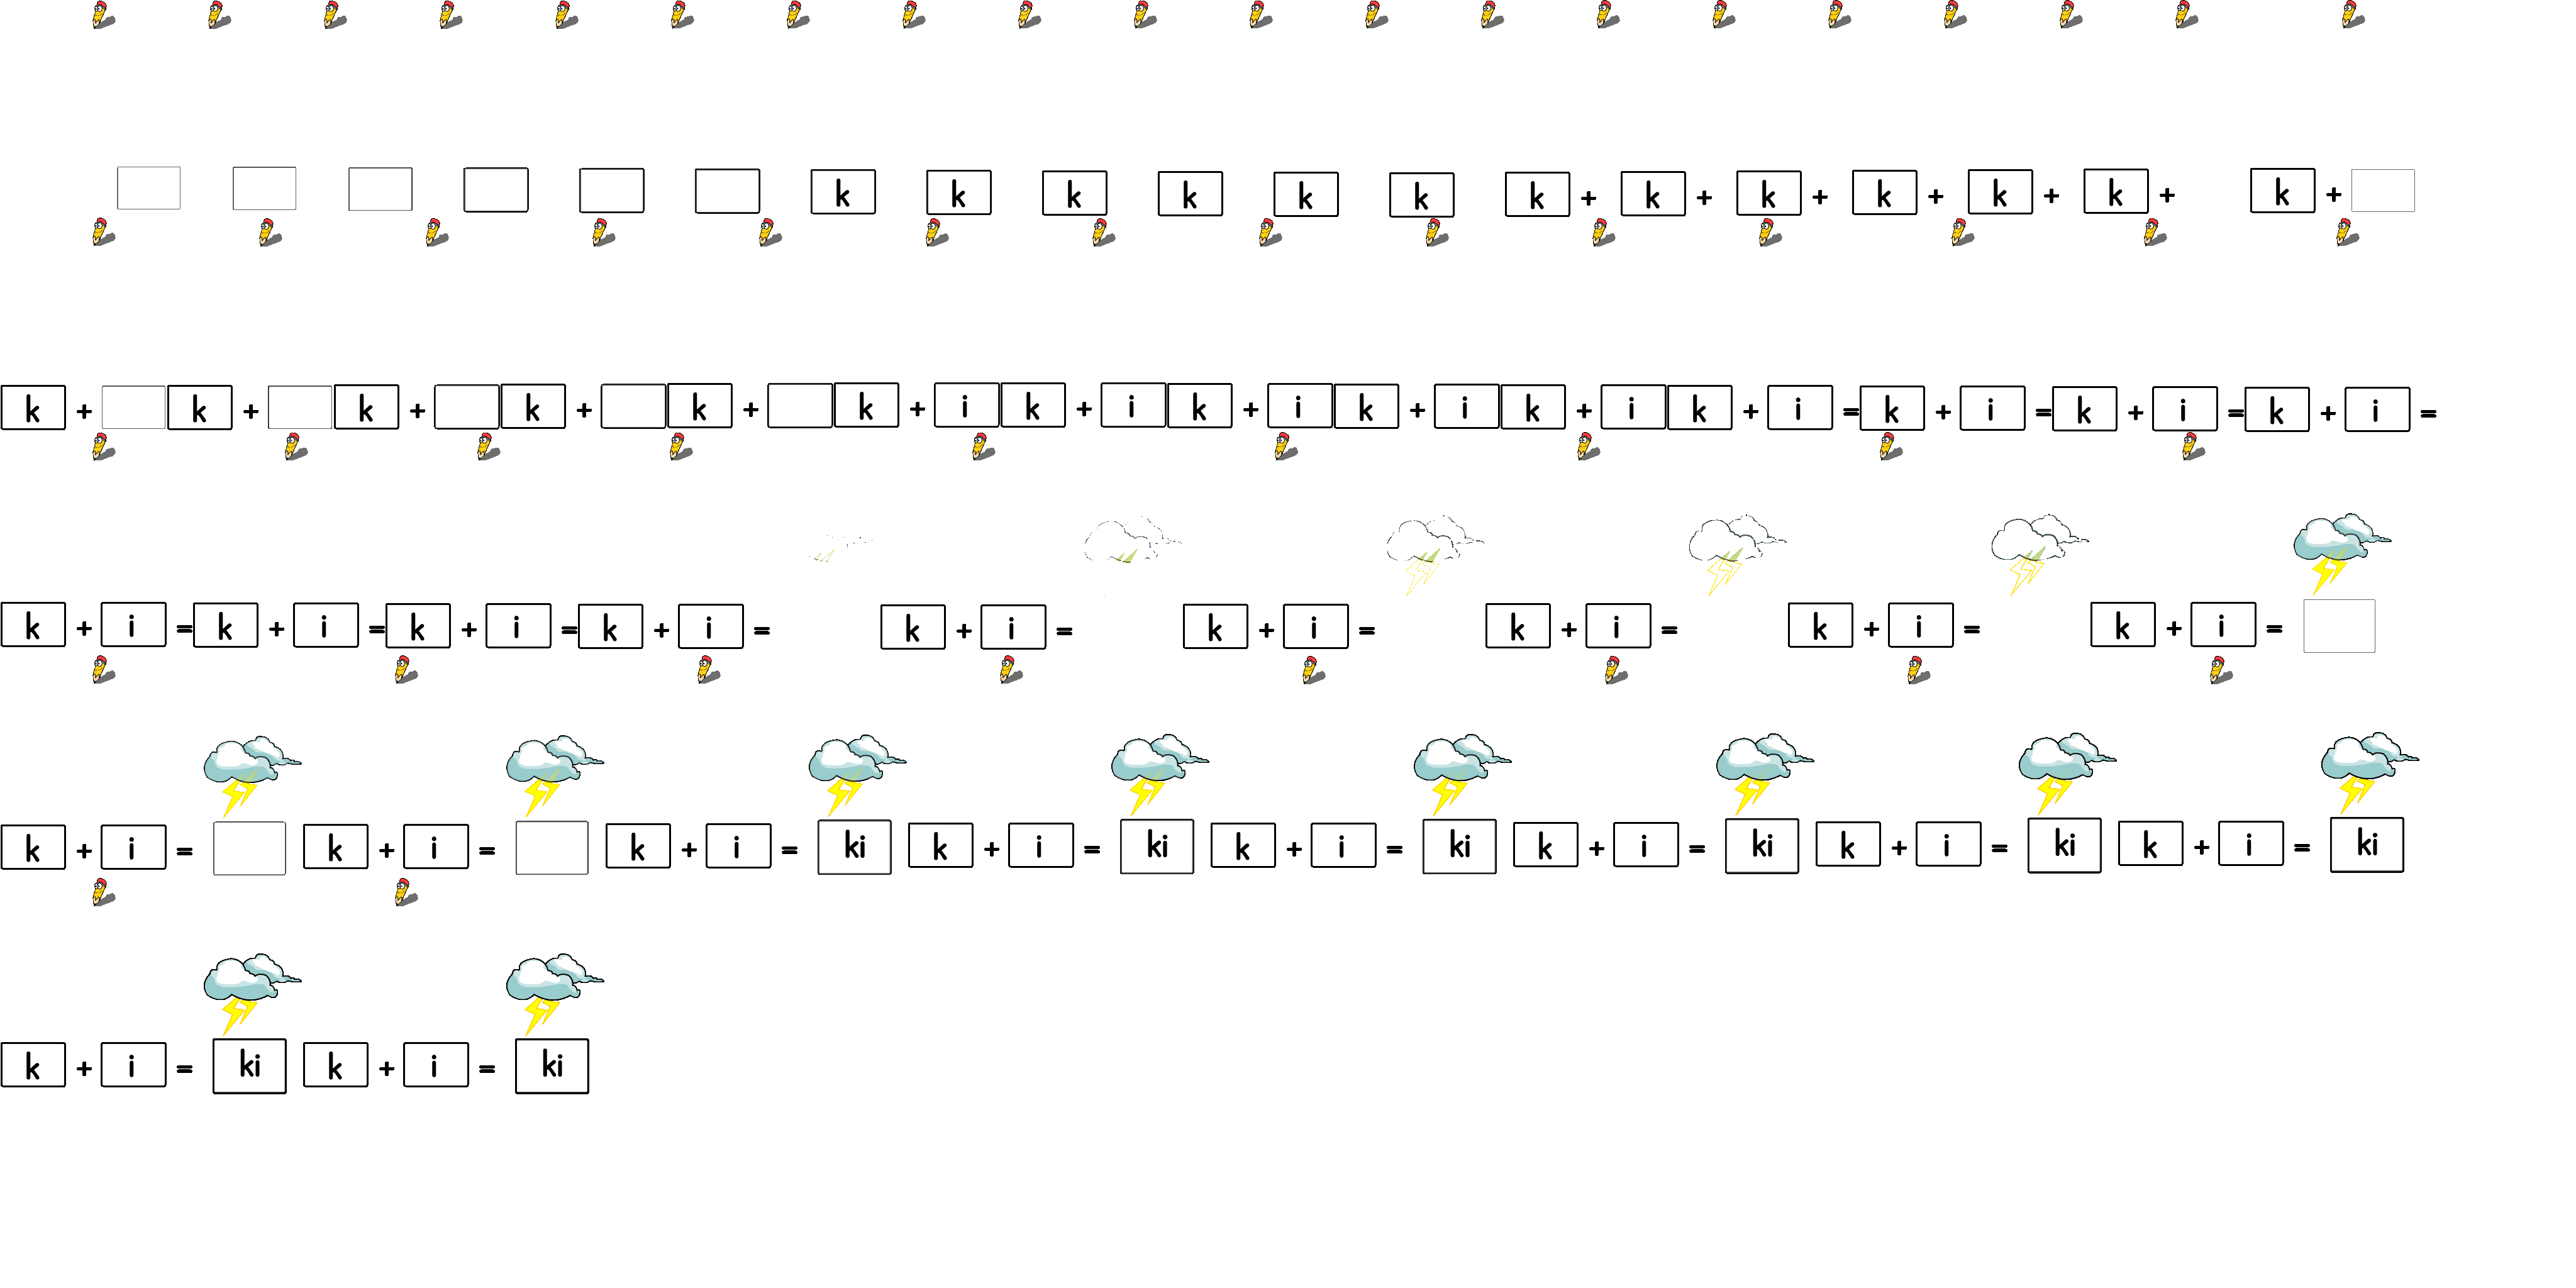 k k k k k k k + k + k + k + k + k + k +
k + k + k + k + k + k + i k + i k + i k + i k + i k + i = k + i = k + i = k + i =
k + i = k + i = k + i = k + i = k + i = k + i = k + i = k + i = k + i =
k + i = k + i = k + i = ki k + i = ki k + i = ki k + i = ki k + i = ki k + i = ki
k + i = ki k + i = ki